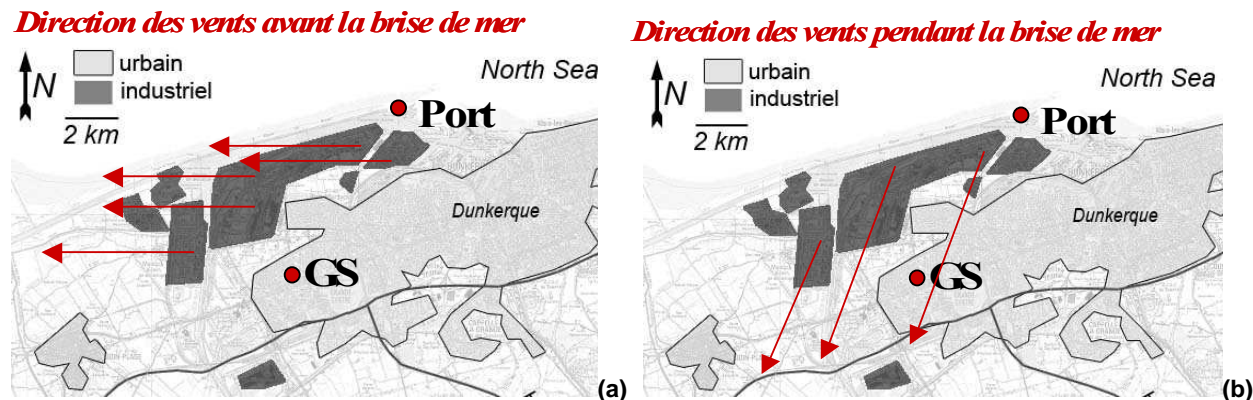 Direction des vents avant la brise de mer
N
urbain
industriel
2 km
North Sea
Port
Dunkerque
GS
(a)
Direction des vents pendant la brise de mer
N
urbain
industriel
2 km
North Sea
Port
Dunkerque
GS
(b)